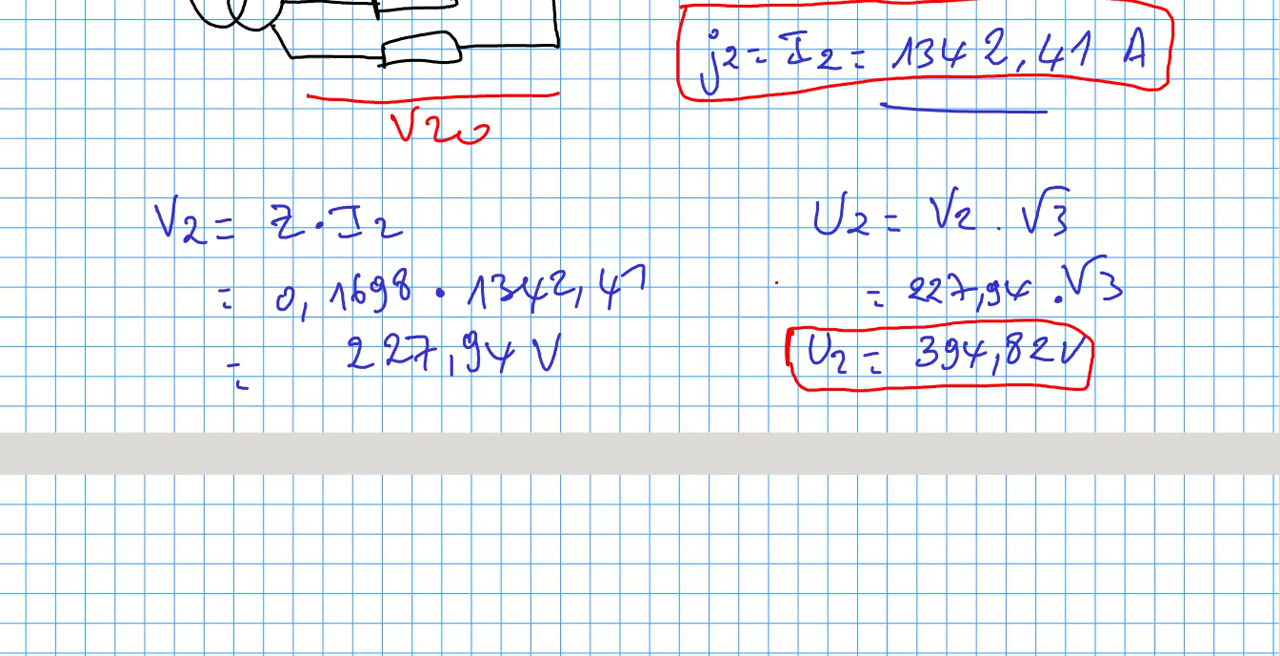 j2 = I2 = 1342,41 A
V20
V2 = Z · I2
= 0,1698 · 1342,41
= 227,94 V
U2 = V2 . √3
= 227,94 . √3
U2 = 394,82V